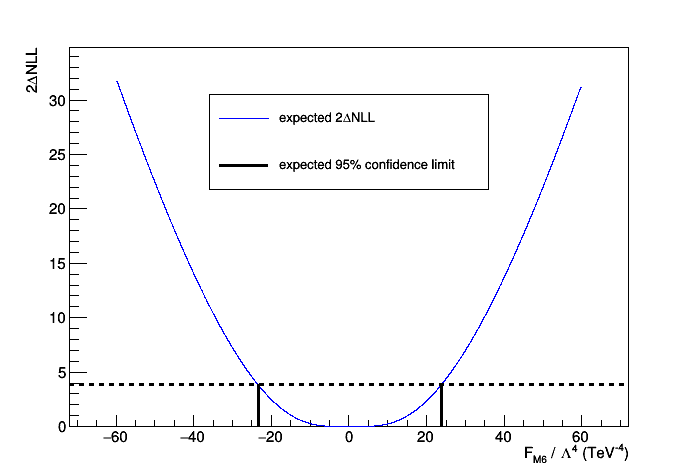 2ΔNLL
30
25
20
15
10
5
0
expected 2ΔNLL
expected 95% confidence limit
−60 −40 −20 0 20 40 60
F_M6 / Λ^4 (TeV^-4)